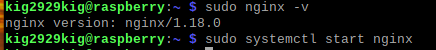 kig2929kig@raspberry:~ $ sudo nginx -v
nginx version: nginx/1.18.0
kig2929kig@raspberry:~ $ sudo systemctl start nginx